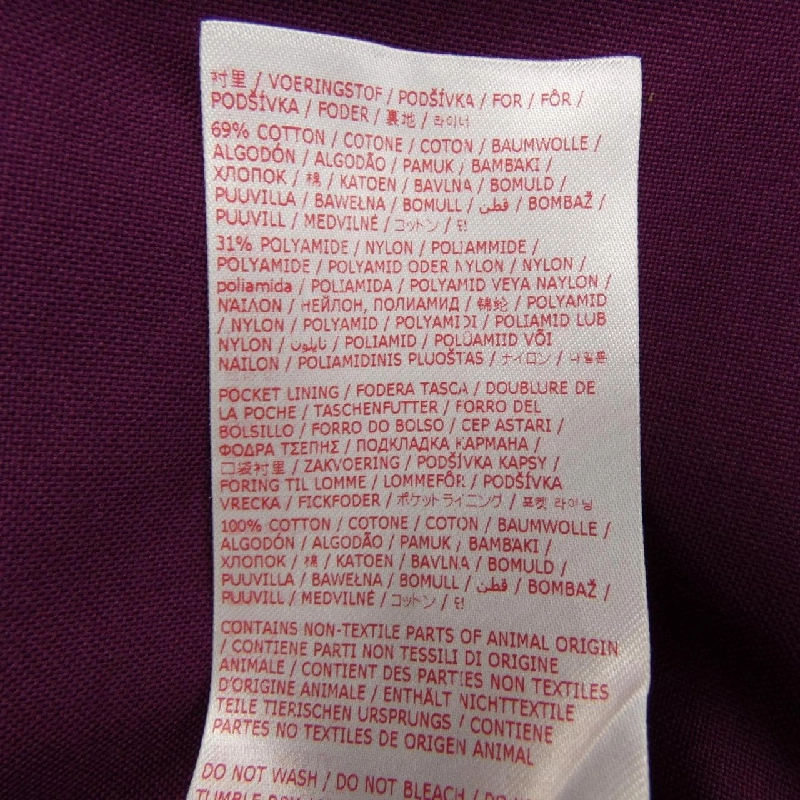 衬里 / VOERINGSTOF / PODŠÍVKA / FOR / FÔR /
PODŠÍVKA / FODER / 裏地 / 라이너
69% COTTON / COTONE / COTON / BAUMWOLLE /
ALGODÓN / ALGODÃO / PAMUK / BAMBAKI /
ХЛОПОК / 棉 / KATOEN / BAVLNA / BOMULD /
PUUVILLA / BAWEŁNA / BOMULL / قطن / BOMBAŽ /
PUUVILL / MEDVILNĖ / コットン / 면
31% POLYAMIDE / NYLON / POLIAMMIDE /
POLYAMIDE / POLYAMID ODER NYLON / NYLON /
poliamida / POLIAMIDA / POLYAMID VEYA NAYLON /
ΝΑΪΛΟΝ / НЕЙЛОН, ПОЛИАМИД / 锦纶 / POLYAMID
/ NYLON / POLYAMID / POLYAMIDI / POLIAMID LUB
NYLON / نايلون / POLIAMID / POLÜAMIID VÕI
NAILON / POLIAMIDINIS PLUOŠTAS / ナイロン / 나일론
POCKET LINING / FODERA TASCA / DOUBLURE DE
LA POCHE / TASCHENFUTTER / FORRO DEL
BOLSILLO / FORRO DO BOLSO / CEP ASTARI /
ΦΟΔΡΑ ΤΣΕΠΗΣ / ПОДКЛАДКА КАРМАНА /
口袋衬里 / ZAKVOERING / PODŠÍVKA KAPSY /
FORING TIL LOMME / LOMMEFÔR / PODŠÍVKA
VRECKA / FICKFODER / ポケットライニング / 포켓 라이닝
100% COTTON / COTONE / COTON / BAUMWOLLE /
ALGODÓN / ALGODÃO / PAMUK / BAMBAKI /
ХЛОПОК / 棉 / KATOEN / BAVLNA / BOMULD /
PUUVILLA / BAWEŁNA / BOMULL / قطن / BOMBAŽ /
PUUVILL / MEDVILNĖ / コットン / 면
CONTAINS NON-TEXTILE PARTS OF ANIMAL ORIGIN
/ CONTIENE PARTI NON TESSILI DI ORIGINE
ANIMALE / CONTIENT DES PARTIES NON TEXTILES
D'ORIGINE ANIMALE / ENTHÄLT NICHTTEXTILE
TEILE TIERISCHEN URSPRUNGS / CONTIENE
PARTES NO TEXTILES DE ORIGEN ANIMAL
DO NOT WASH / DO NOT BLEACH / DO